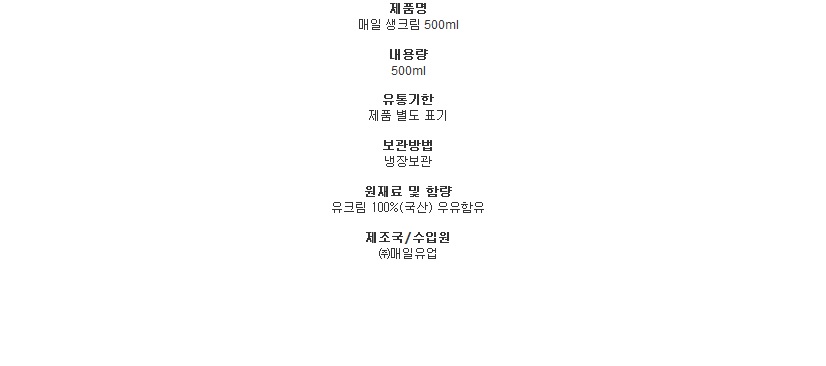 제품명
매일 생크림 500ml
내용량
500ml
유통기한
제품 별도 표기
보관방법
냉장보관
원재료 및 함량
유크림 100%(국산) 우유함유
제조국/수입원
㈜매일유업